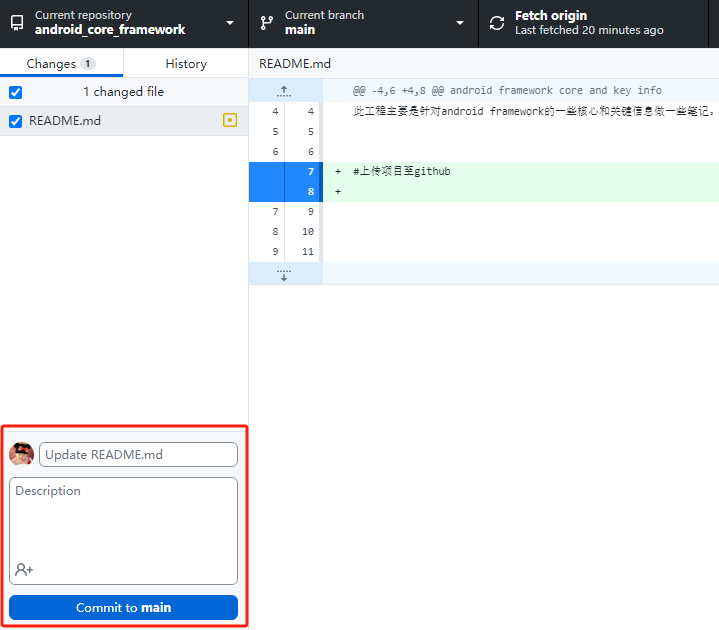 Current repository
android_core_framework
Current branch
main
Fetch origin
Last fetched 20 minutes ago
Changes 1
History
README.md
1 changed file
README.md
@@ -4,6 +4,8 @@ android framework core and key info
4 4 此工程主要是针对android framework的一些核心和关键信息做一些笔记。
5 5
6 6
7 + #上传项目至github
8 +
7 9
8 10
9 11
Update README.md
Description
Commit to main